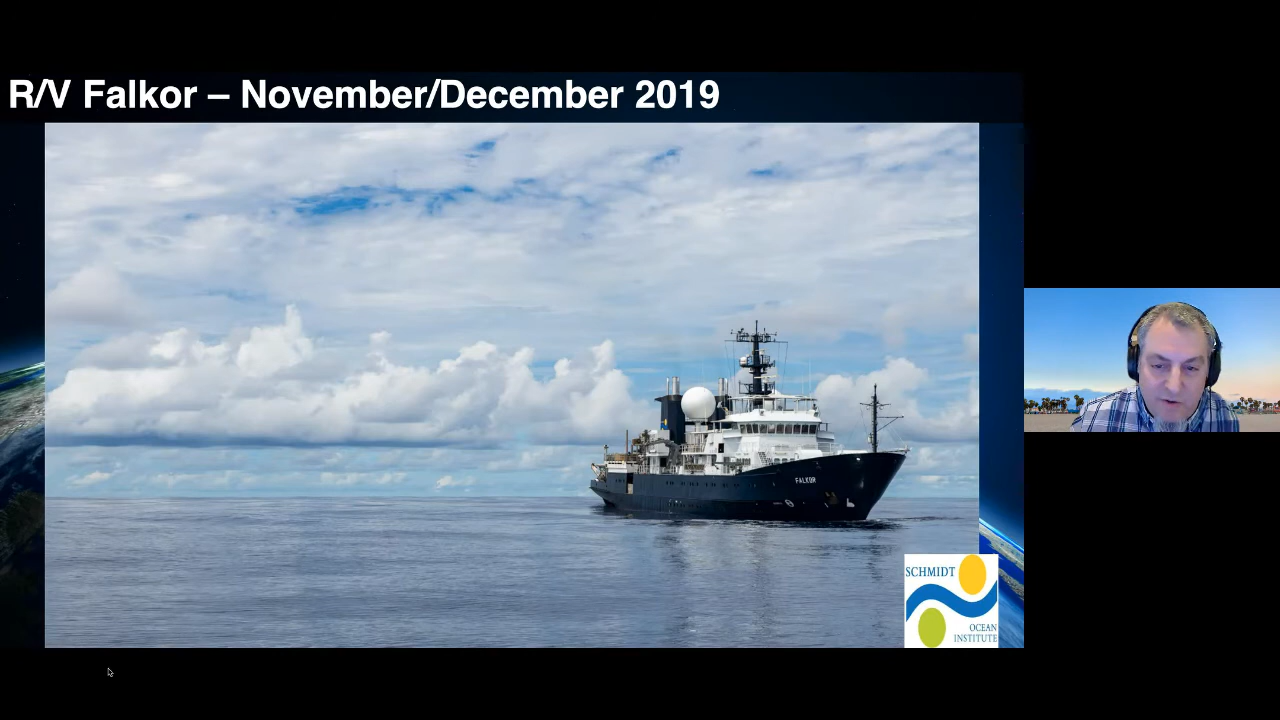 R/V Falkor – November/December 2019
FALKOR
SCHMIDT
OCEAN
INSTITUTE